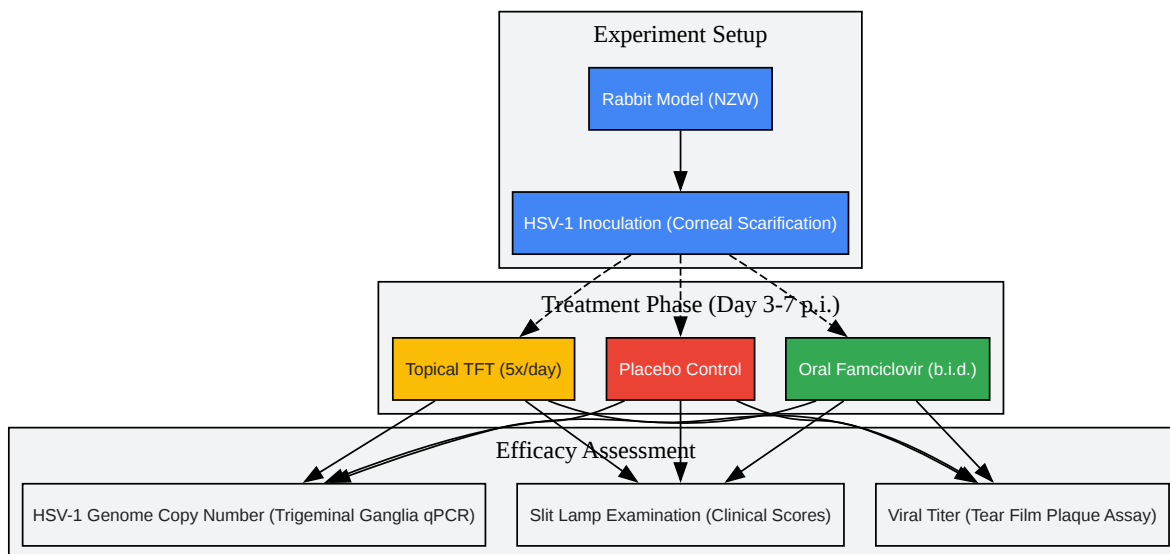 Experiment Setup
Rabbit Model (NZW)
HSV-1 Inoculation (Corneal Scarification)
Treatment Phase (Day 3-7 p.i.)
Topical TFT (5x/day)
Placebo Control
Oral Famciclovir (b.i.d.)
Efficacy Assessment
HSV-1 Genome Copy Number (Trigeminal Ganglia qPCR)
Slit Lamp Examination (Clinical Scores)
Viral Titer (Tear Film Plaque Assay)